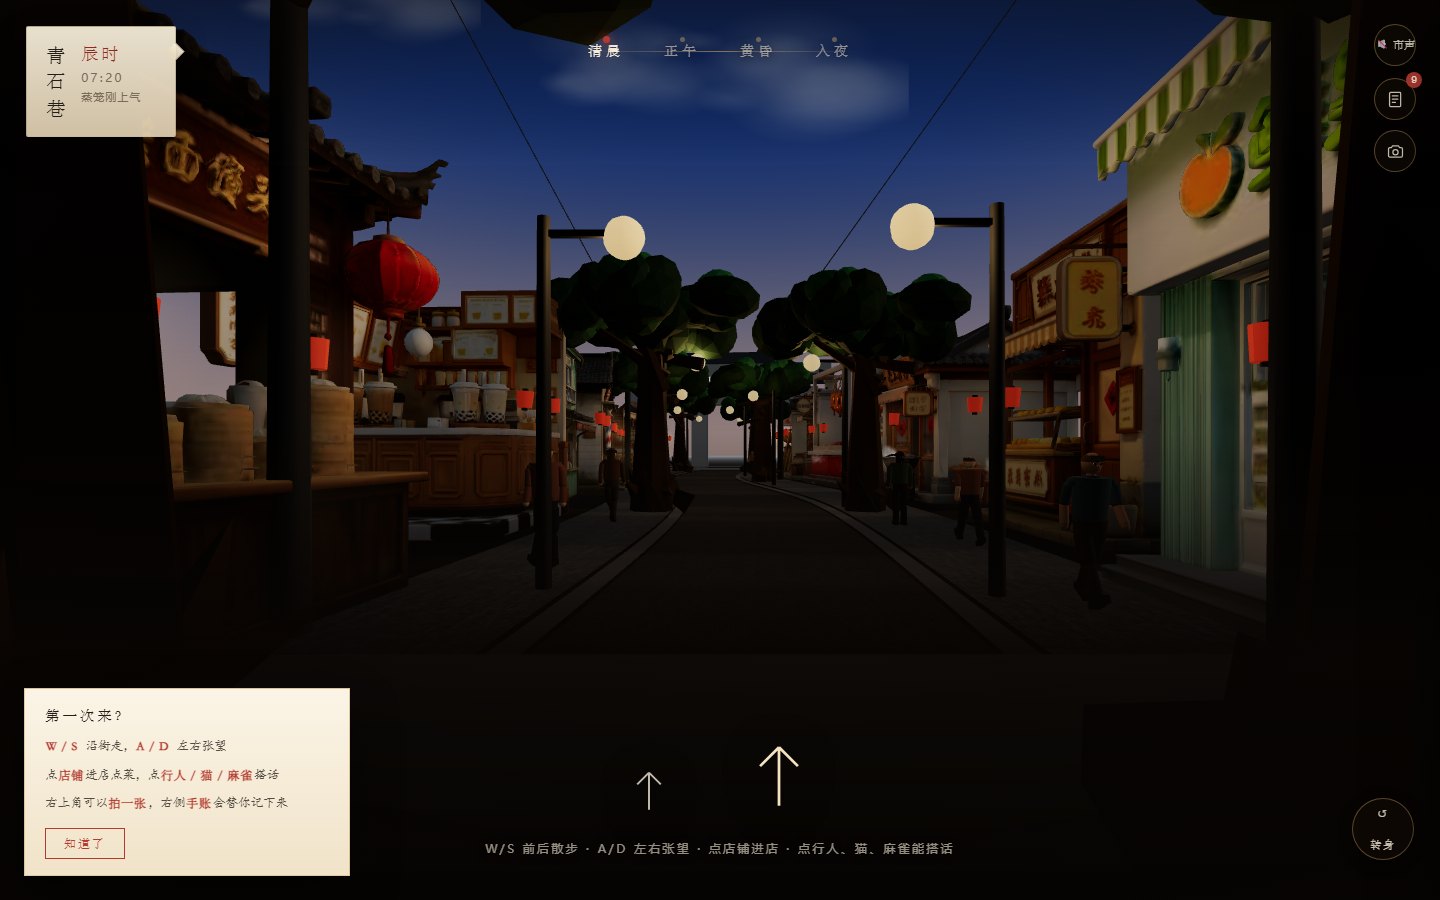 青石巷
辰时
07:20
蒸笼刚上气
清晨 正午 黄昏 入夜
市声
9
第一次来?
W / S 沿街走，A / D 左右张望
点店铺进店点菜，点行人 / 猫 / 麻雀搭话
右上角可以拍一张，右侧手账会替你记下来
知道了
W/S 前后散步 · A/D 左右张望 · 点店铺进店 · 点行人、猫、麻雀能搭话
转身